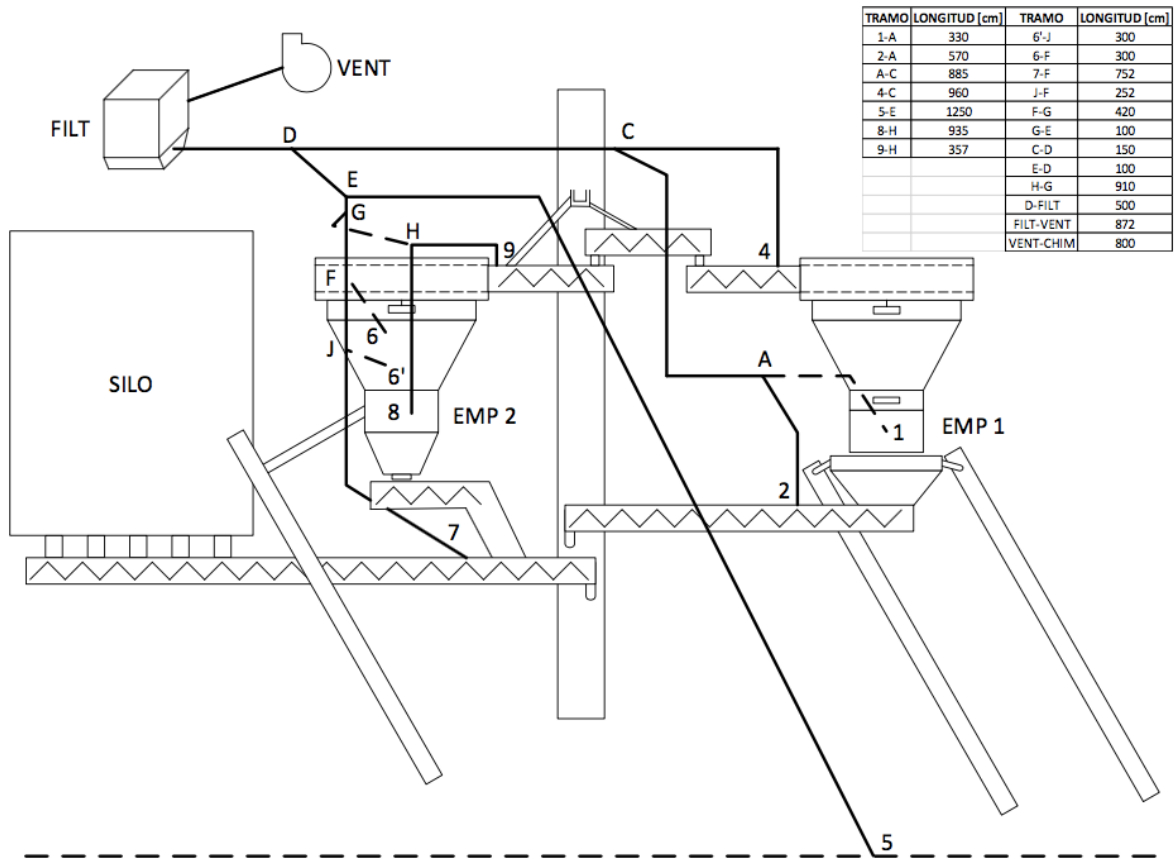 TRAMO LONGITUD [cm] TRAMO LONGITUD [cm]
1-A 330 6'-J 300
2-A 570 6-F 300
A-C 885 7-F 752
4-C 960 J-F 252
5-E 1250 F-G 420
8-H 935 G-E 100
9-H 357 C-D 150
E-D 100
H-G 910
D-FILT 500
FILT-VENT 872
VENT-CHIM 800
VENT
FILT
D
C
E
G
H
9
4
F
6
J
6'
SILO
A
8
EMP 2
1
EMP 1
2
7
5